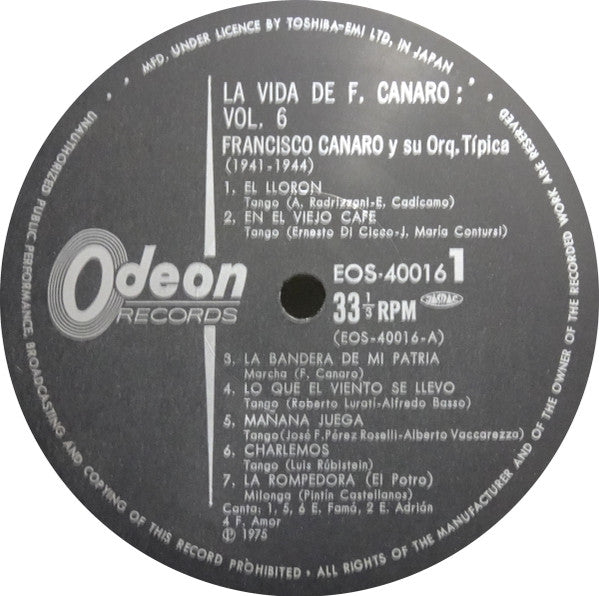 MFD. UNDER LICENCE BY TOSHIBA-EMI LTD, IN JAPAN
LA VIDA DE F. CANARO ;
VOL. 6
FRANCISCO CANARO y su Orq. Típica
(1941-1944)
1. EL LLORON
Tango (A. Radrizzani-E. Cadicamo)
2. EN EL VIEJO CAFE
Tango (Ernesto Di Cicco-J. María Contursi)
Odeon
RECORDS
EOS-40016 1
33 1/3 RPM
JASRAC
(EOS-40016-A)
3. LA BANDERA DE MI PATRIA
Marcha (F. Canaro)
4. LO QUE EL VIENTO SE LLEVO
Tango (Roberto Lurati-Alfredo Basso)
5. MAÑANA JUEGA
Tango (José F. Pérez Roselli-Alberto Vaccarezza)
6. CHARLEMOS
Tango (Luis Rúbistein)
7. LA ROMPEDORA (El Potro)
Milonga (Pintín Castellanos)
Canta: 1, 5, 6 E. Famá, 2 E. Adrián
4 F. Amor
Ⓟ 1975
UNAUTHORIZED PUBLIC PERFORMANCE, BROADCASTING AND COPYING OF THIS RECORD PROHIBITED · ALL RIGHTS OF THE MANUFACTURER AND OF THE OWNER OF THE RECORDED WORK ARE RESERVED